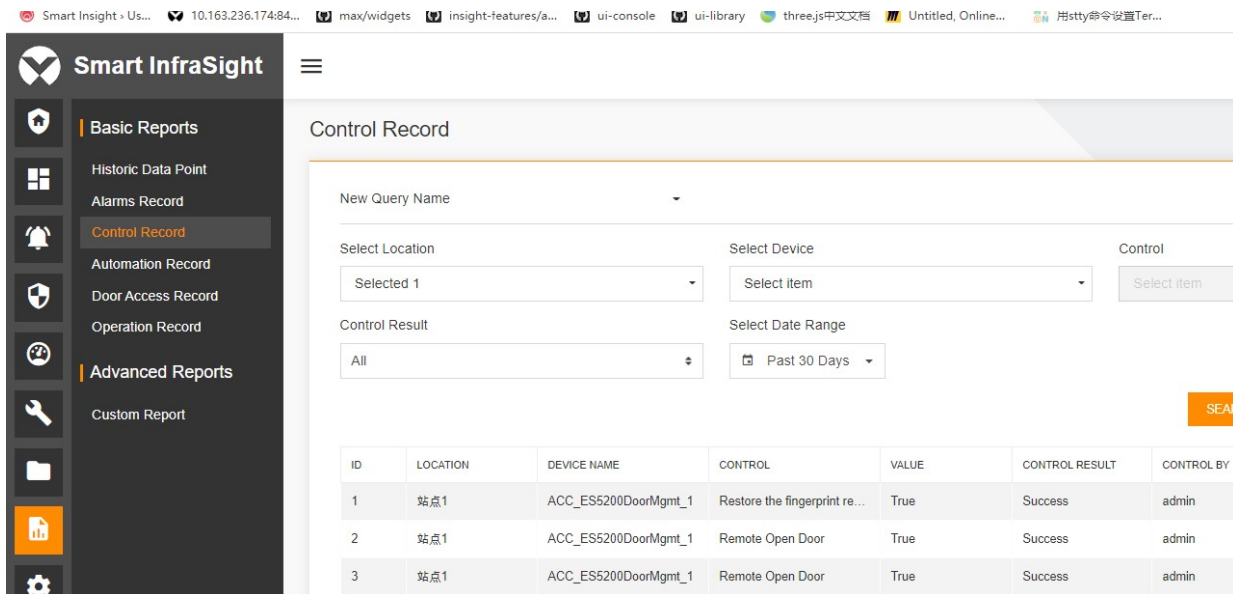 Smart Insight › Us... 10.163.236.174:84... max/widgets insight-features/a... ui-console ui-library three.js中文文档 Untitled, Online... 用stty命令设置Ter...
Smart InfraSight
Basic Reports
Historic Data Point
Alarms Record
Control Record
Automation Record
Door Access Record
Operation Record
Advanced Reports
Custom Report
Control Record
New Query Name
Select Location Select Device Control
Selected 1 Select item Select item
Control Result Select Date Range
All Past 30 Days
SEA
ID LOCATION DEVICE NAME CONTROL VALUE CONTROL RESULT CONTROL BY
1 站点1 ACC_ES5200DoorMgmt_1 Restore the fingerprint re... True Success admin
2 站点1 ACC_ES5200DoorMgmt_1 Remote Open Door True Success admin
3 站点1 ACC_ES5200DoorMgmt_1 Remote Open Door True Success admin